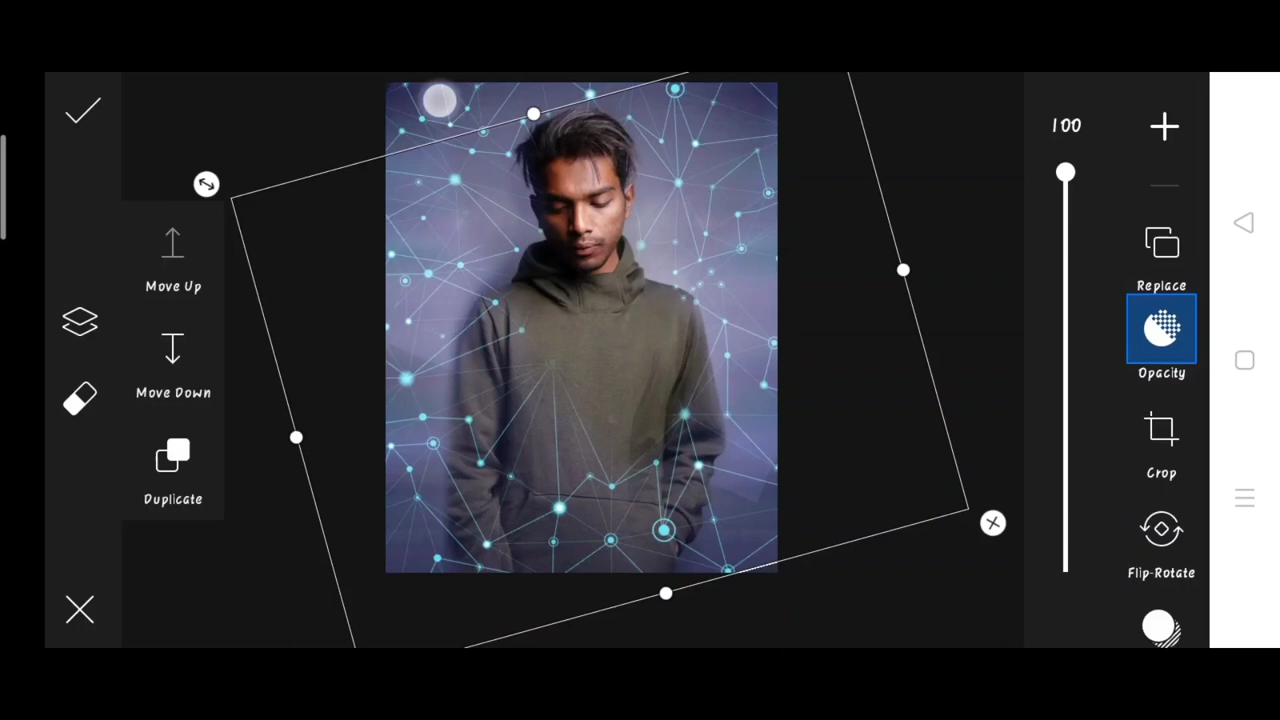 Move Up
Move Down
Duplicate
100
Replace
Opacity
Crop
Flip-Rotate